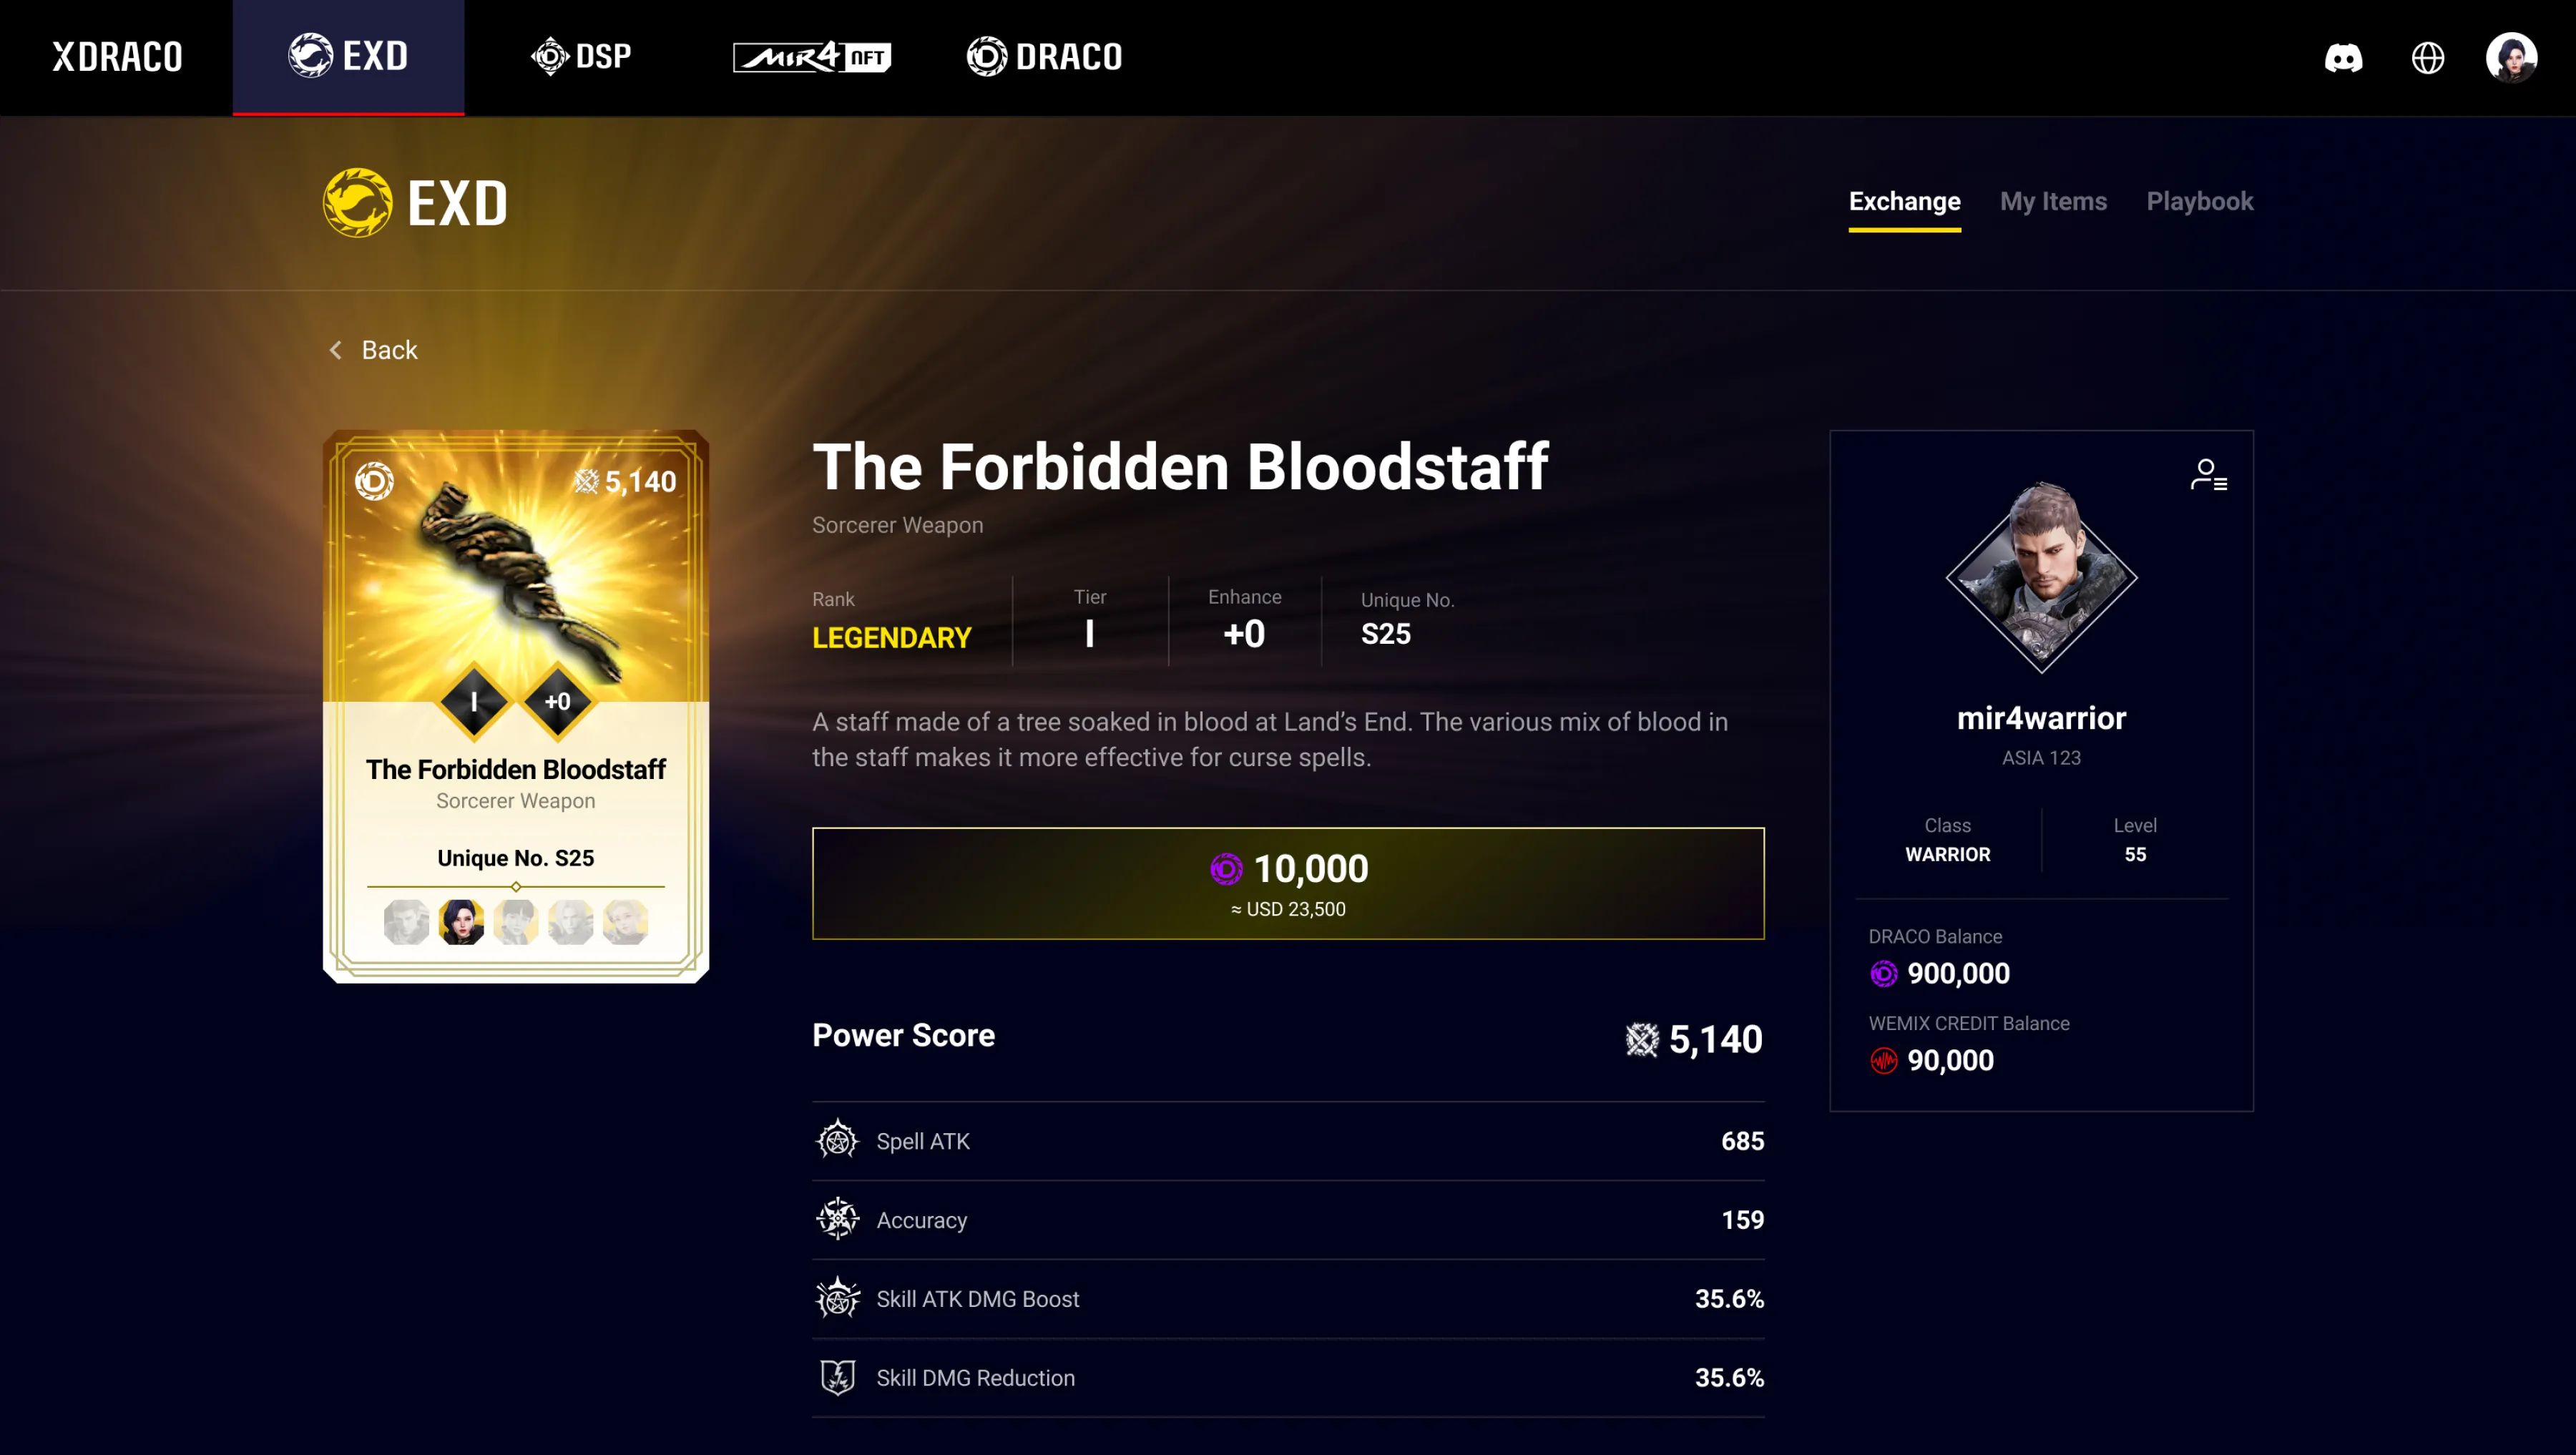 XDRACO
EXD
DSP
MIR4 NFT
DRACO
EXD
Exchange
My Items
Playbook
Back
5,140
I
+0
The Forbidden Bloodstaff
Sorcerer Weapon
Unique No. S25
The Forbidden Bloodstaff
Sorcerer Weapon
Rank
LEGENDARY
Tier
I
Enhance
+0
Unique No.
S25
A staff made of a tree soaked in blood at Land’s End. The various mix of blood in
the staff makes it more effective for curse spells.
10,000
≈ USD 23,500
Power Score
5,140
Spell ATK
685
Accuracy
159
Skill ATK DMG Boost
35.6%
Skill DMG Reduction
35.6%
mir4warrior
ASIA 123
Class
WARRIOR
Level
55
DRACO Balance
900,000
WEMIX CREDIT Balance
90,000